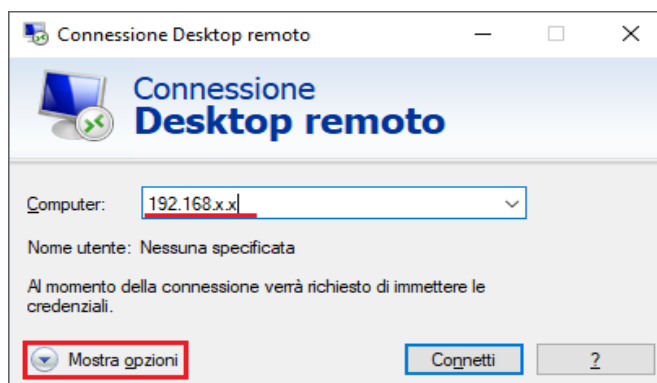 Connessione Desktop remoto
Connessione
Desktop remoto
Computer: 192.168.x.x
Nome utente: Nessuna specificata
Al momento della connessione verrà richiesto di immettere le
credenziali.
Mostra opzioni Connetti ?